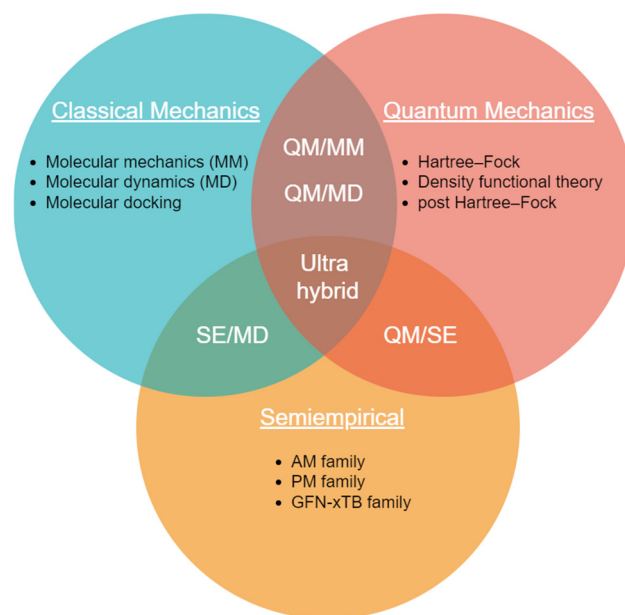 Classical Mechanics
• Molecular mechanics (MM)
• Molecular dynamics (MD)
• Molecular docking
QM/MM
QM/MD
Quantum Mechanics
• Hartree–Fock
• Density functional theory
• post Hartree–Fock
Ultra
hybrid
SE/MD
QM/SE
Semiempirical
• AM family
• PM family
• GFN-xTB family